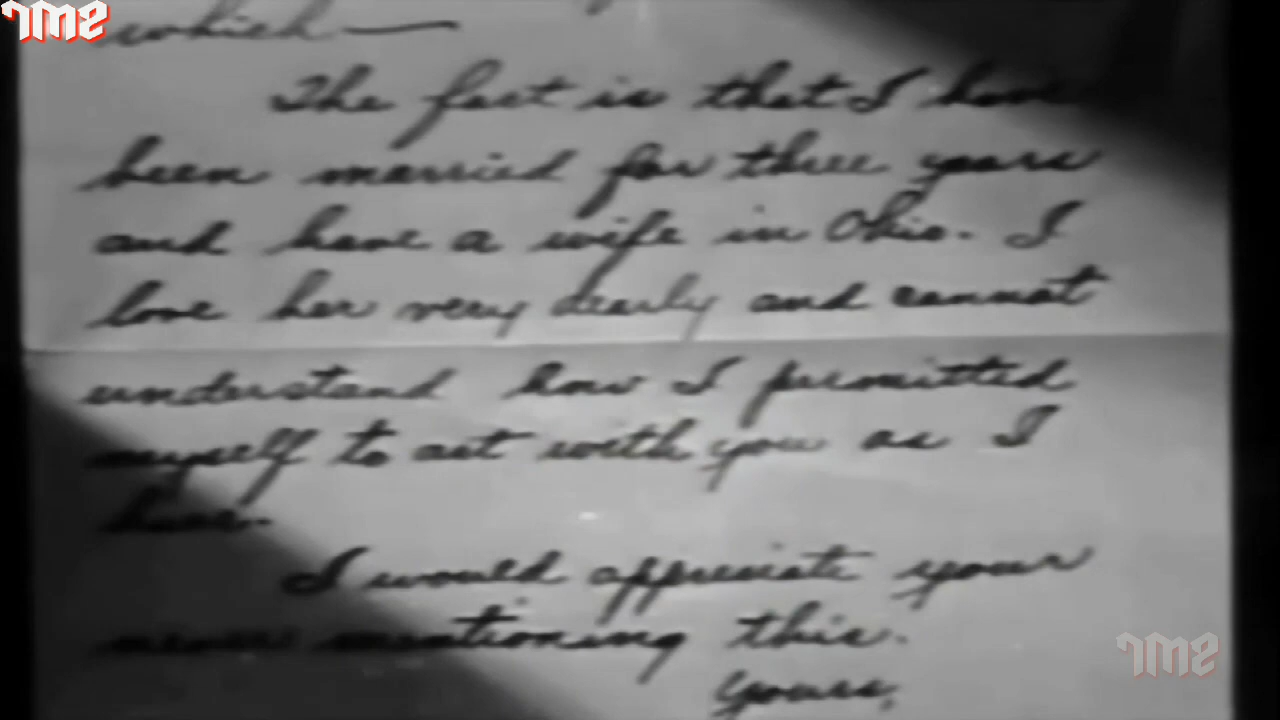 which—
The fact is that I have
been married for three years
and have a wife in Ohio. I
love her very dearly and cannot
understand how I permitted
myself to act with you as I
have.
I would appreciate your
never mentioning this.
Yours,